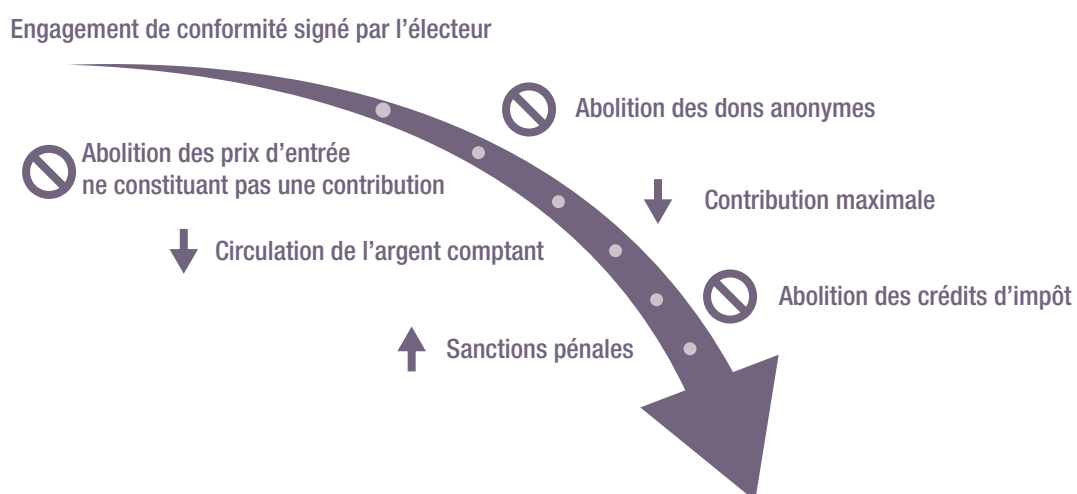 Engagement de conformité signé par l’électeur
Abolition des dons anonymes
Abolition des prix d’entrée
ne constituant pas une contribution
Contribution maximale
Circulation de l’argent comptant
Abolition des crédits d’impôt
Sanctions pénales